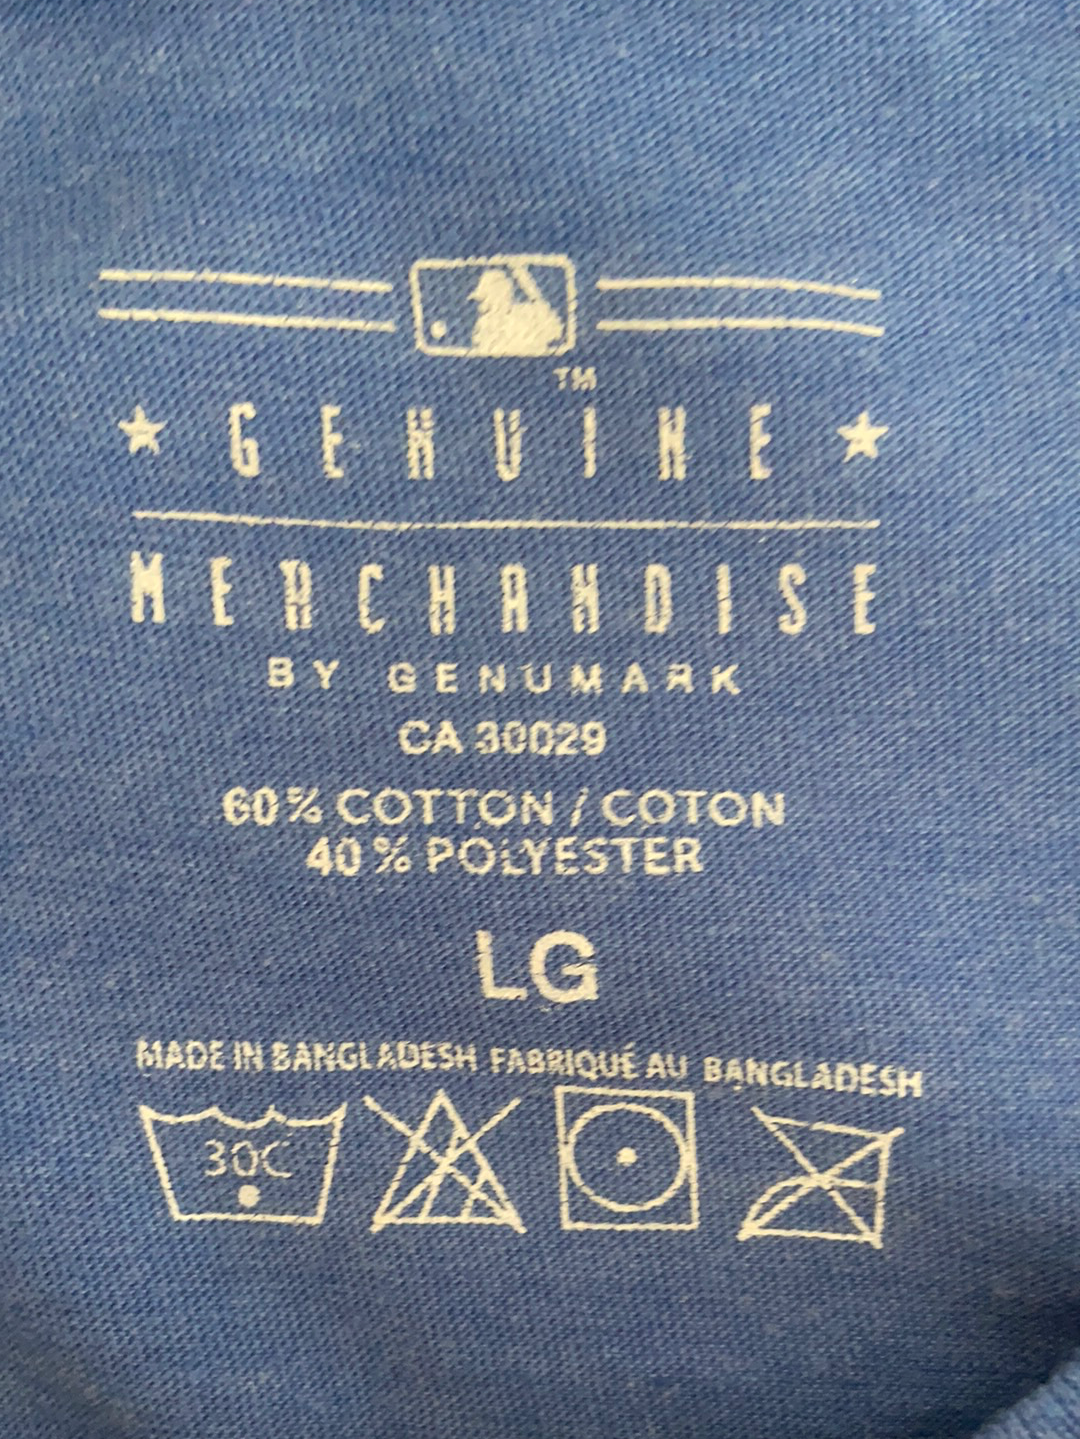 TM
GENUINE
MERCHANDISE
BY GENUMARK
CA 30029
60% COTTON / COTON
40% POLYESTER
LG
MADE IN BANGLADESH FABRIQUÉ AU BANGLADESH
30C